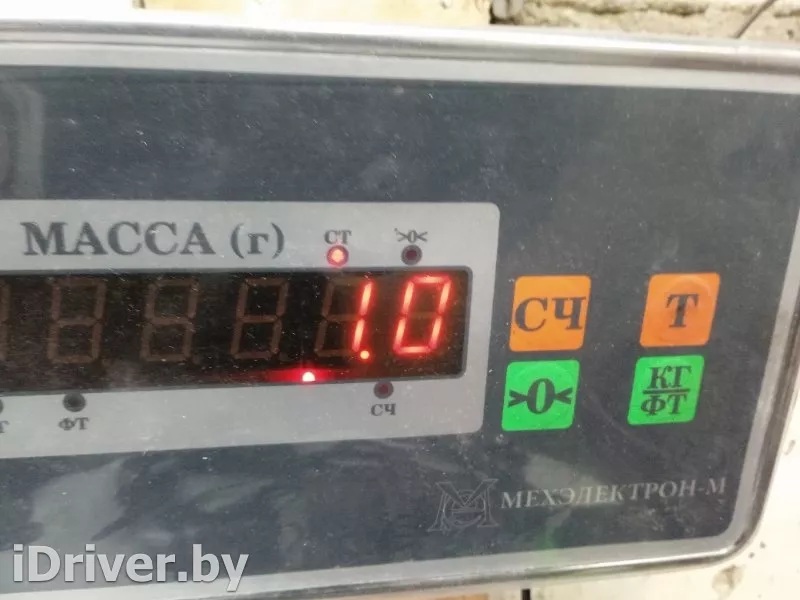 МАССА (г)
СТ
>0<
1.0
СЧ
Т
>0<
КГ
ФТ
ФТ
СЧ
МЕХЭЛЕКТРОН-М
iDriver.by